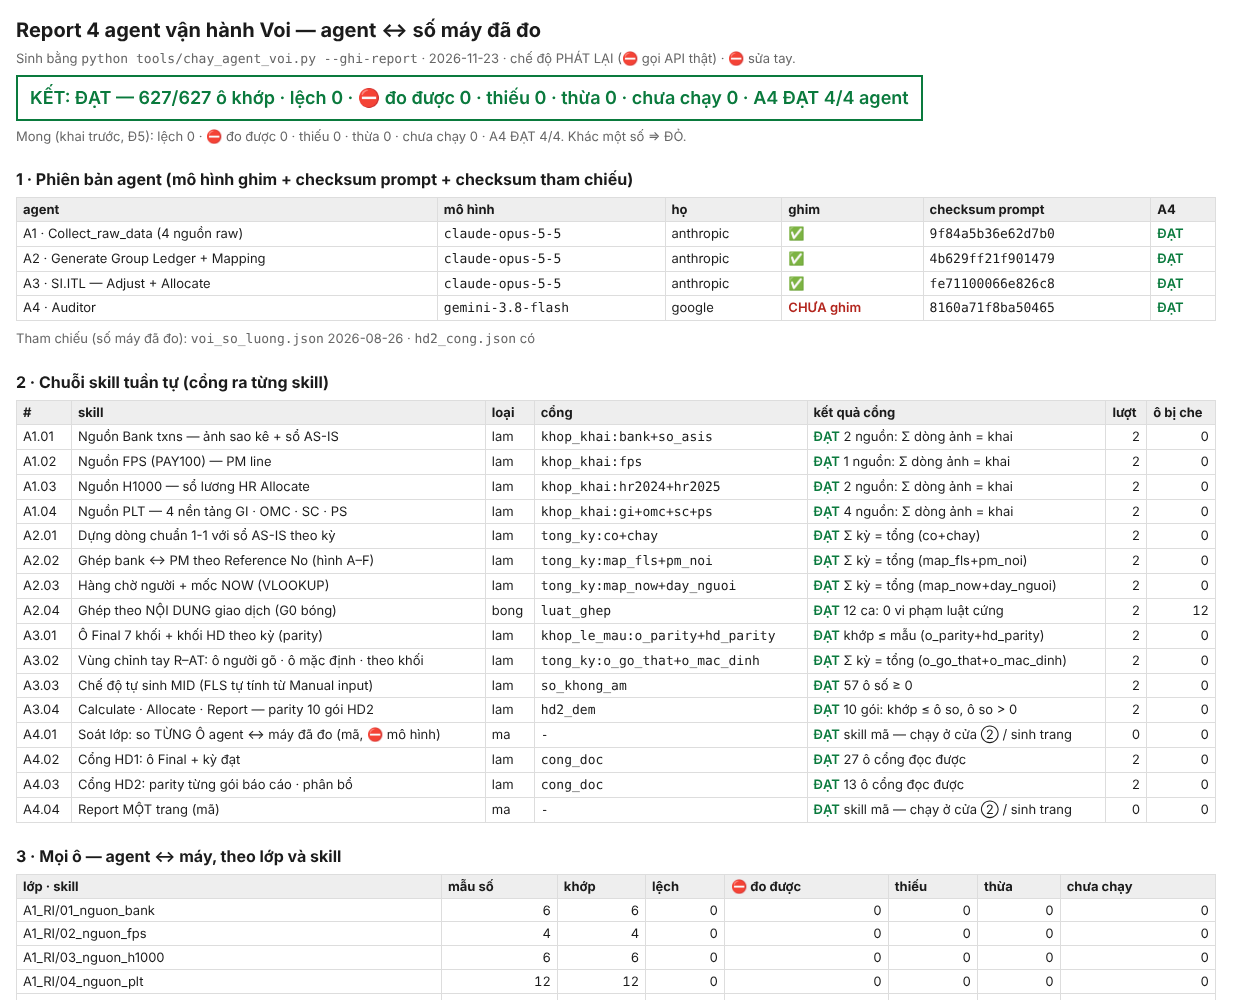 Report 4 agent vận hành Voi — agent ↔ số máy đã đo
Sinh bằng python tools/chay_agent_voi.py --ghi-report · 2026-11-23 · chế độ PHÁT LẠI (⛔ gọi API thật) · ⛔ sửa tay.
KẾT: ĐẠT — 627/627 ô khớp · lệch 0 · ⛔ đo được 0 · thiếu 0 · thừa 0 · chưa chạy 0 · A4 ĐẠT 4/4 agent
Mong (khai trước, Đ5): lệch 0 · ⛔ đo được 0 · thiếu 0 · thừa 0 · chưa chạy 0 · A4 ĐẠT 4/4. Khác một số ⇒ ĐỎ.
1 · Phiên bản agent (mô hình ghim + checksum prompt + checksum tham chiếu)
agent mô hình họ ghim checksum prompt A4
A1 · Collect_raw_data (4 nguồn raw) claude-opus-5-5 anthropic ✅ 9f84a5b36e62d7b0 ĐẠT
A2 · Generate Group Ledger + Mapping claude-opus-5-5 anthropic ✅ 4b629ff21f901479 ĐẠT
A3 · SI.ITL — Adjust + Allocate claude-opus-5-5 anthropic ✅ fe71100066e826c8 ĐẠT
A4 · Auditor gemini-3.8-flash google CHƯA ghim 8160a71f8ba50465 ĐẠT
Tham chiếu (số máy đã đo): voi_so_luong.json 2026-08-26 · hd2_cong.json có
2 · Chuỗi skill tuần tự (cổng ra từng skill)
# skill loại cổng kết quả cổng lượt ô bị che
A1.01 Nguồn Bank txns — ảnh sao kê + sổ AS-IS lam khop_khai:bank+so_asis ĐẠT 2 nguồn: Σ dòng ảnh = khai 2 0
A1.02 Nguồn FPS (PAY100) — PM line lam khop_khai:fps ĐẠT 1 nguồn: Σ dòng ảnh = khai 2 0
A1.03 Nguồn H1000 — sổ lương HR Allocate lam khop_khai:hr2024+hr2025 ĐẠT 2 nguồn: Σ dòng ảnh = khai 2 0
A1.04 Nguồn PLT — 4 nền tảng GI · OMC · SC · PS lam khop_khai:gi+omc+sc+ps ĐẠT 4 nguồn: Σ dòng ảnh = khai 2 0
A2.01 Dựng dòng chuẩn 1-1 với sổ AS-IS theo kỳ lam tong_ky:co+chay ĐẠT Σ kỳ = tổng (co+chay) 2 0
A2.02 Ghép bank ↔ PM theo Reference No (hình A–F) lam tong_ky:map_fls+pm_noi ĐẠT Σ kỳ = tổng (map_fls+pm_noi) 2 0
A2.03 Hàng chờ người + mốc NOW (VLOOKUP) lam tong_ky:map_now+day_nguoi ĐẠT Σ kỳ = tổng (map_now+day_nguoi) 2 0
A2.04 Ghép theo NỘI DUNG giao dịch (G0 bóng) bong luat_ghep ĐẠT 12 ca: 0 vi phạm luật cứng 2 12
A3.01 Ô Final 7 khối + khối HD theo kỳ (parity) lam khop_le_mau:o_parity+hd_parity ĐẠT khớp ≤ mẫu (o_parity+hd_parity) 2 0
A3.02 Vùng chỉnh tay R–AT: ô người gõ · ô mặc định · theo khối lam tong_ky:o_go_that+o_mac_dinh ĐẠT Σ kỳ = tổng (o_go_that+o_mac_dinh) 2 0
A3.03 Chế độ tự sinh MID (FLS tự tính từ Manual input) lam so_khong_am ĐẠT 57 ô số ≥ 0 2 0
A3.04 Calculate · Allocate · Report — parity 10 gói HD2 lam hd2_dem ĐẠT 10 gói: khớp ≤ ô so, ô so > 0 2 0
A4.01 Soát lớp: so TỪNG Ô agent ↔ máy đã đo (mã, ⛔ mô hình) ma - ĐẠT skill mã — chạy ở cửa ② / sinh trang 0 0
A4.02 Cổng HD1: ô Final + kỳ đạt lam cong_doc ĐẠT 27 ô cổng đọc được 2 0
A4.03 Cổng HD2: parity từng gói báo cáo · phân bổ lam cong_doc ĐẠT 13 ô cổng đọc được 2 0
A4.04 Report MỘT trang (mã) ma - ĐẠT skill mã — chạy ở cửa ② / sinh trang 0 0
3 · Mọi ô — agent ↔ máy, theo lớp và skill
lớp · skill mẫu số khớp lệch ⛔ đo được thiếu thừa chưa chạy
A1_RI/01_nguon_bank 6 6 0 0 0 0 0
A1_RI/02_nguon_fps 4 4 0 0 0 0 0
A1_RI/03_nguon_h1000 6 6 0 0 0 0 0
A1_RI/04_nguon_plt 12 12 0 0 0 0 0